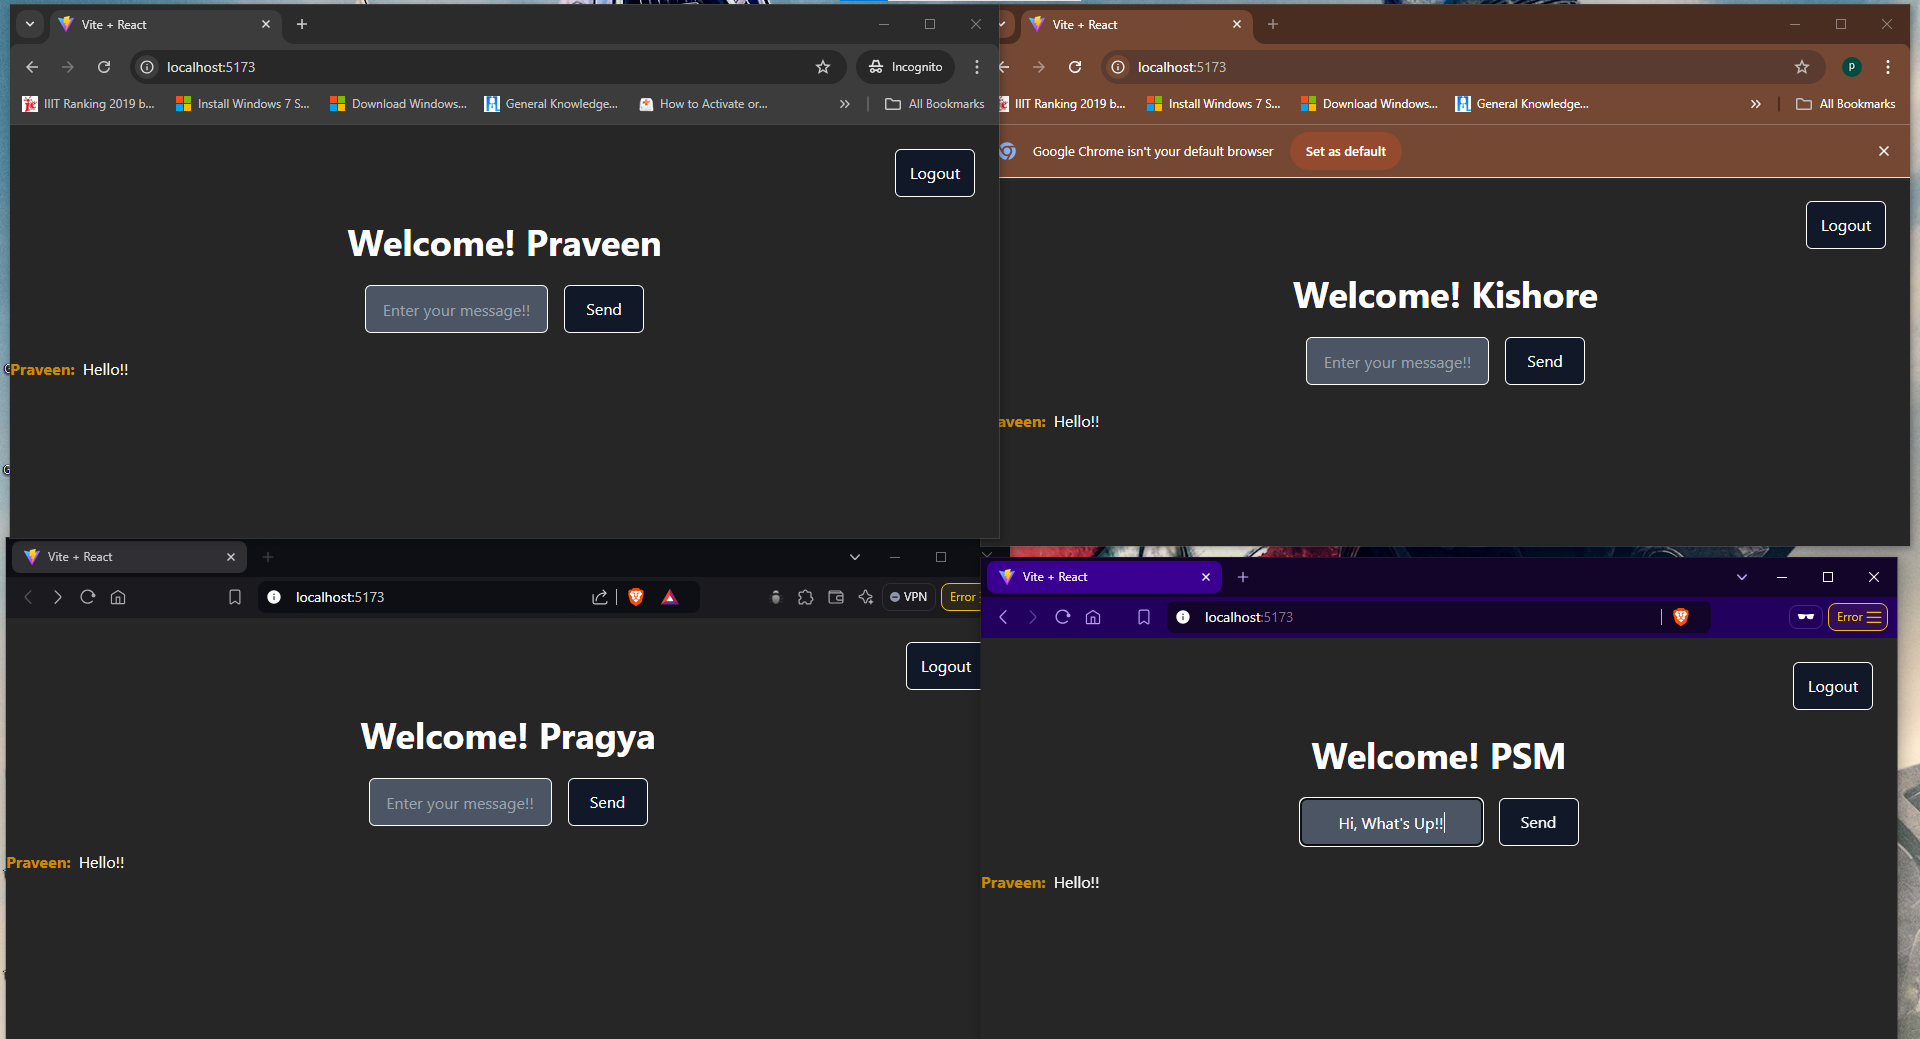 Vite + React
localhost:5173
Incognito
IIIT Ranking 2019 b...
Install Windows 7 S...
Download Windows...
General Knowledge...
How to Activate or...
All Bookmarks
Logout
Welcome! Praveen
Enter your message!!
Send
Praveen: Hello!!
Vite + React
localhost:5173
P
IIIT Ranking 2019 b...
Install Windows 7 S...
Download Windows...
General Knowledge...
All Bookmarks
Google Chrome isn't your default browser
Set as default
Logout
Welcome! Kishore
Enter your message!!
Send
aveen: Hello!!
Vite + React
localhost:5173
VPN
Error
Logout
Welcome! Pragya
Enter your message!!
Send
Praveen: Hello!!
Vite + React
localhost:5173
Error
Logout
Welcome! PSM
Hi, What's Up!!
Send
Praveen: Hello!!